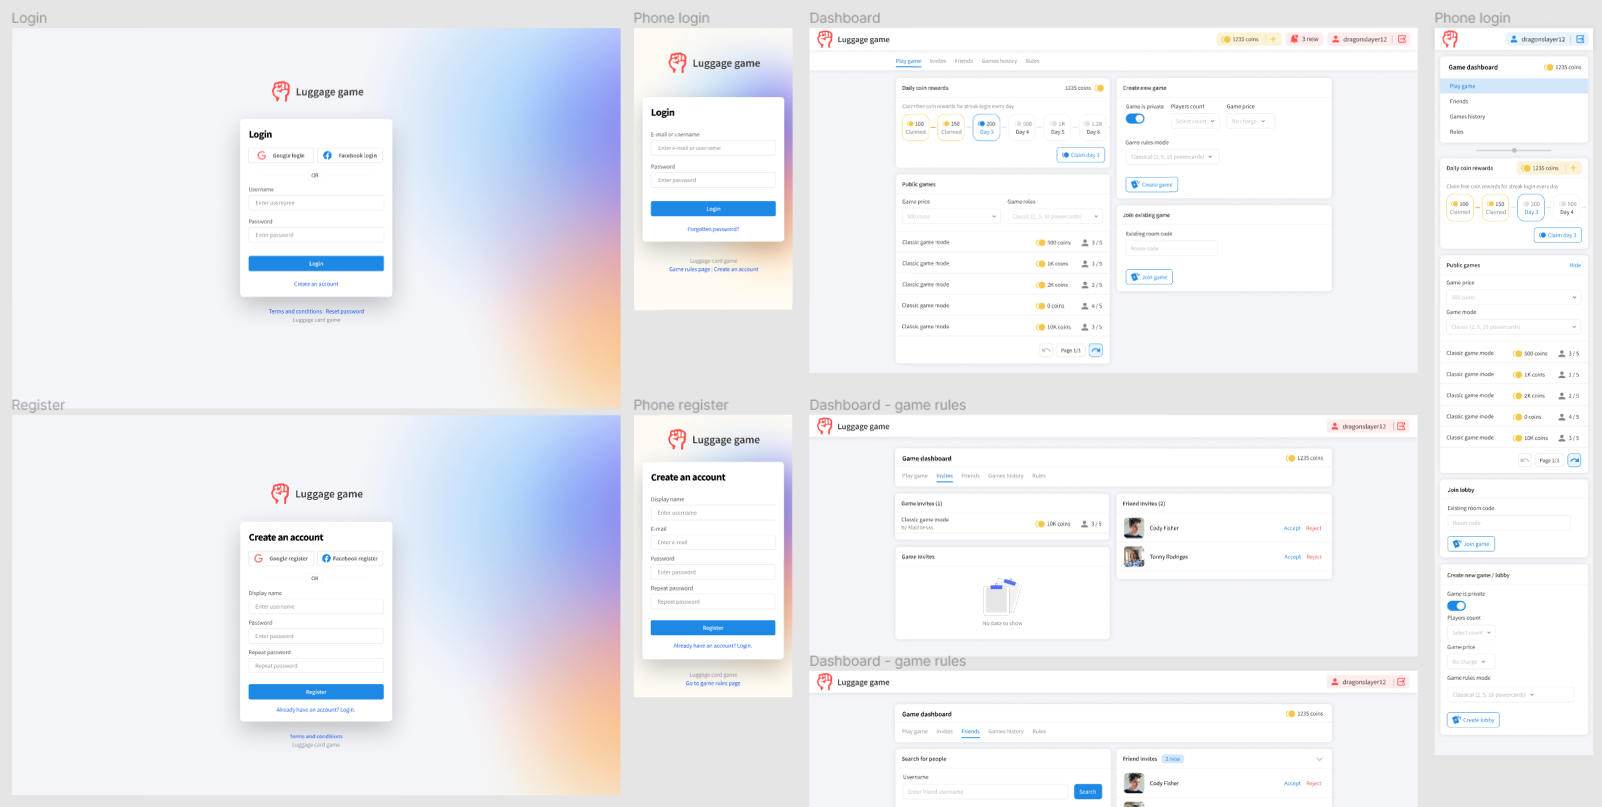 Login
Luggage game
Login
Google login
Facebook login
OR
Username
Enter username
Password
Enter password
Login
Create an account
Terms and conditions | Reset password
Luggage card game
Phone login
Luggage game
Login
E-mail or username
Enter e-mail or username
Password
Enter password
Login
Forgotten password?
Luggage card game
Game rules page | Create an account
Dashboard
Luggage game
1235 coins
3 new
dragonslayer12
Play game
Invites
Friends
Games history
Rules
Daily coin rewards
1235 coins
Claim free coin rewards for streak login every day
100 Claimed
150 Claimed
200 Day 3
500 Day 4
1K Day 5
1.2K Day 6
Claim day 3
Public games
Game price
Game rules
500 coins
Classic (2, 5, 10 powercards)
Classic game mode 500 coins 3 / 5
Classic game mode 1K coins 3 / 5
Classic game mode 2K coins 2 / 5
Classic game mode 0 coins 4 / 5
Classic game mode 10K coins 3 / 5
Page 1/3
Create new game
Game is private
Players count
Game price
Select count
No charge
Game rules mode
Classical (2, 5, 10 powercards)
Create game
Join existing game
Existing room code
Room code
Join game
Phone login
dragonslayer12
Game dashboard
1235 coins
Play game
Friends
Games history
Rules
Daily coin rewards
1235 coins
Claim free coin rewards for streak login every day
100 Claimed
150 Claimed
200 Day 3
500 Day 4
Claim day 3
Public games
Hide
Game price
500 coins
Game mode
Classic (2, 5, 10 powercards)
Classic game mode 500 coins 3 / 5
Classic game mode 1K coins 1 / 5
Classic game mode 2K coins 2 / 5
Classic game mode 0 coins 4 / 5
Classic game mode 10K coins 3 / 5
Page 1/3
Join lobby
Existing room code
Room code
Join game
Create new game / lobby
Game is private
Players count
Select count
Game price
No charge
Game rules mode
Classical (2, 5, 10 powercards)
Create lobby
Register
Luggage game
Create an account
Google register
Facebook register
OR
Display name
Enter username
Password
Enter password
Repeat password
Repeat password
Register
Already have an account? Login.
Terms and conditions
Luggage card game
Phone register
Luggage game
Create an account
Display name
Enter username
E-mail
Enter e-mail
Password
Enter password
Repeat password
Repeat password
Register
Already have an account? Login.
Luggage card game
Go to game rules page
Dashboard - game rules
Luggage game
dragonslayer12
Game dashboard
1235 coins
Play game
Invites
Friends
Games history
Rules
Game Invites (1)
Classic game mode
10K coins
3 / 5
Game Invites
No data to show
Friend Invites (2)
Cody Fisher Accept Reject
Tonny Rodriges Accept Reject
Dashboard - game rules
Luggage game
dragonslayer12
Game dashboard
1235 coins
Play game
Invites
Friends
Games history
Rules
Search for people
Username
Enter friend username
Search
Friend Invites
Cody Fisher Accept Reject